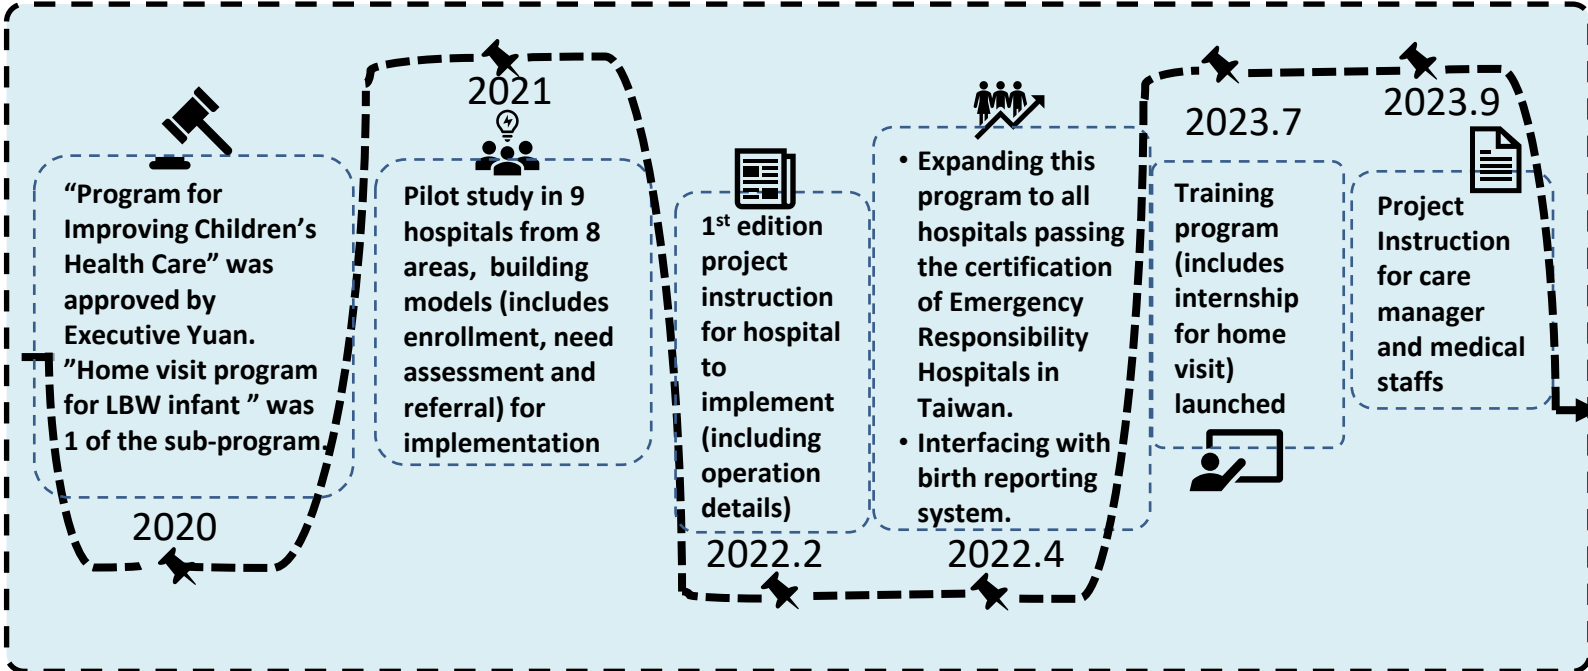 “Program for
Improving Children’s
Health Care” was
approved by
Executive Yuan.
”Home visit program
for LBW infant ” was
1 of the sub-program.
2020
2021
Pilot study in 9
hospitals from 8
areas, building
models (includes
enrollment, need
assessment and
referral) for
implementation
1st edition
project
instruction
for hospital
to
implement
(including
operation
details)
2022.2
• Expanding this
program to all
hospitals passing
the certification
of Emergency
Responsibility
Hospitals in
Taiwan.
• Interfacing with
birth reporting
system.
2022.4
2023.7
Training
program
(includes
internship
for home
visit)
launched
2023.9
Project
Instruction
for care
manager
and medical
staffs